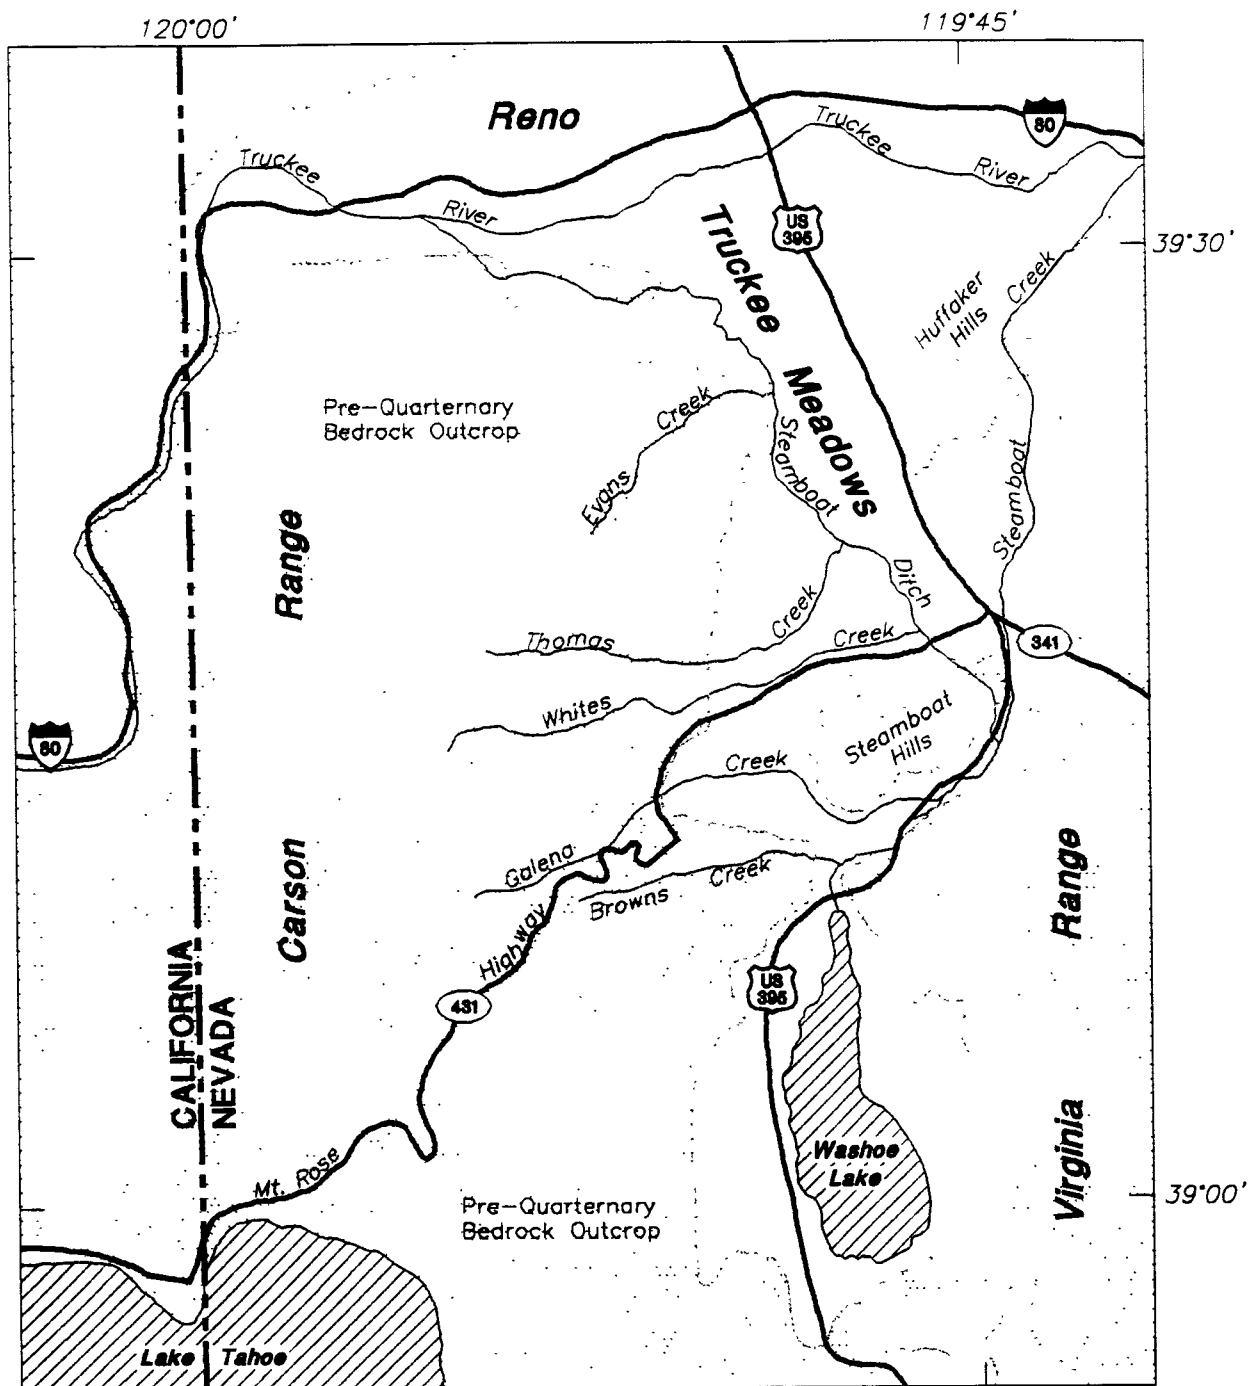 120°00'
119°45'
Reno
80
Truckee
River
Truckee
River
US
395
39°30'
Truckee Meadows
Huffaker
Hills
Steamboat Creek
Pre-Quarternary
Bedrock Outcrop
Evans Creek
Steamboat Ditch
Carson Range
Thomas Creek
Whites Creek
341
80
Steamboat
Hills
Galena Creek
Browns Creek
Mt. Rose Highway
431
US
395
Virginia Range
CALIFORNIA
NEVADA
Washoe
Lake
Pre-Quarternary
Bedrock Outcrop
39°00'
Lake Tahoe